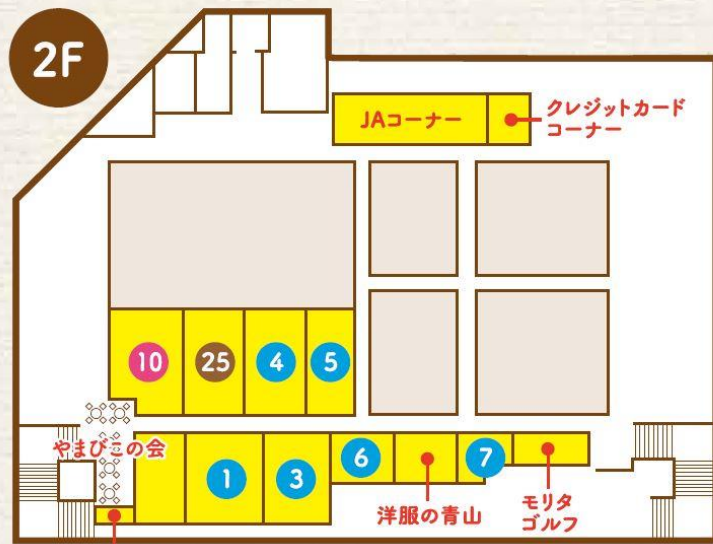 2F
JAコーナー
クレジットカード
コーナー
10
25
4
5
やまびこの会
1
3
6
7
洋服の青山
モリタ
ゴルフ